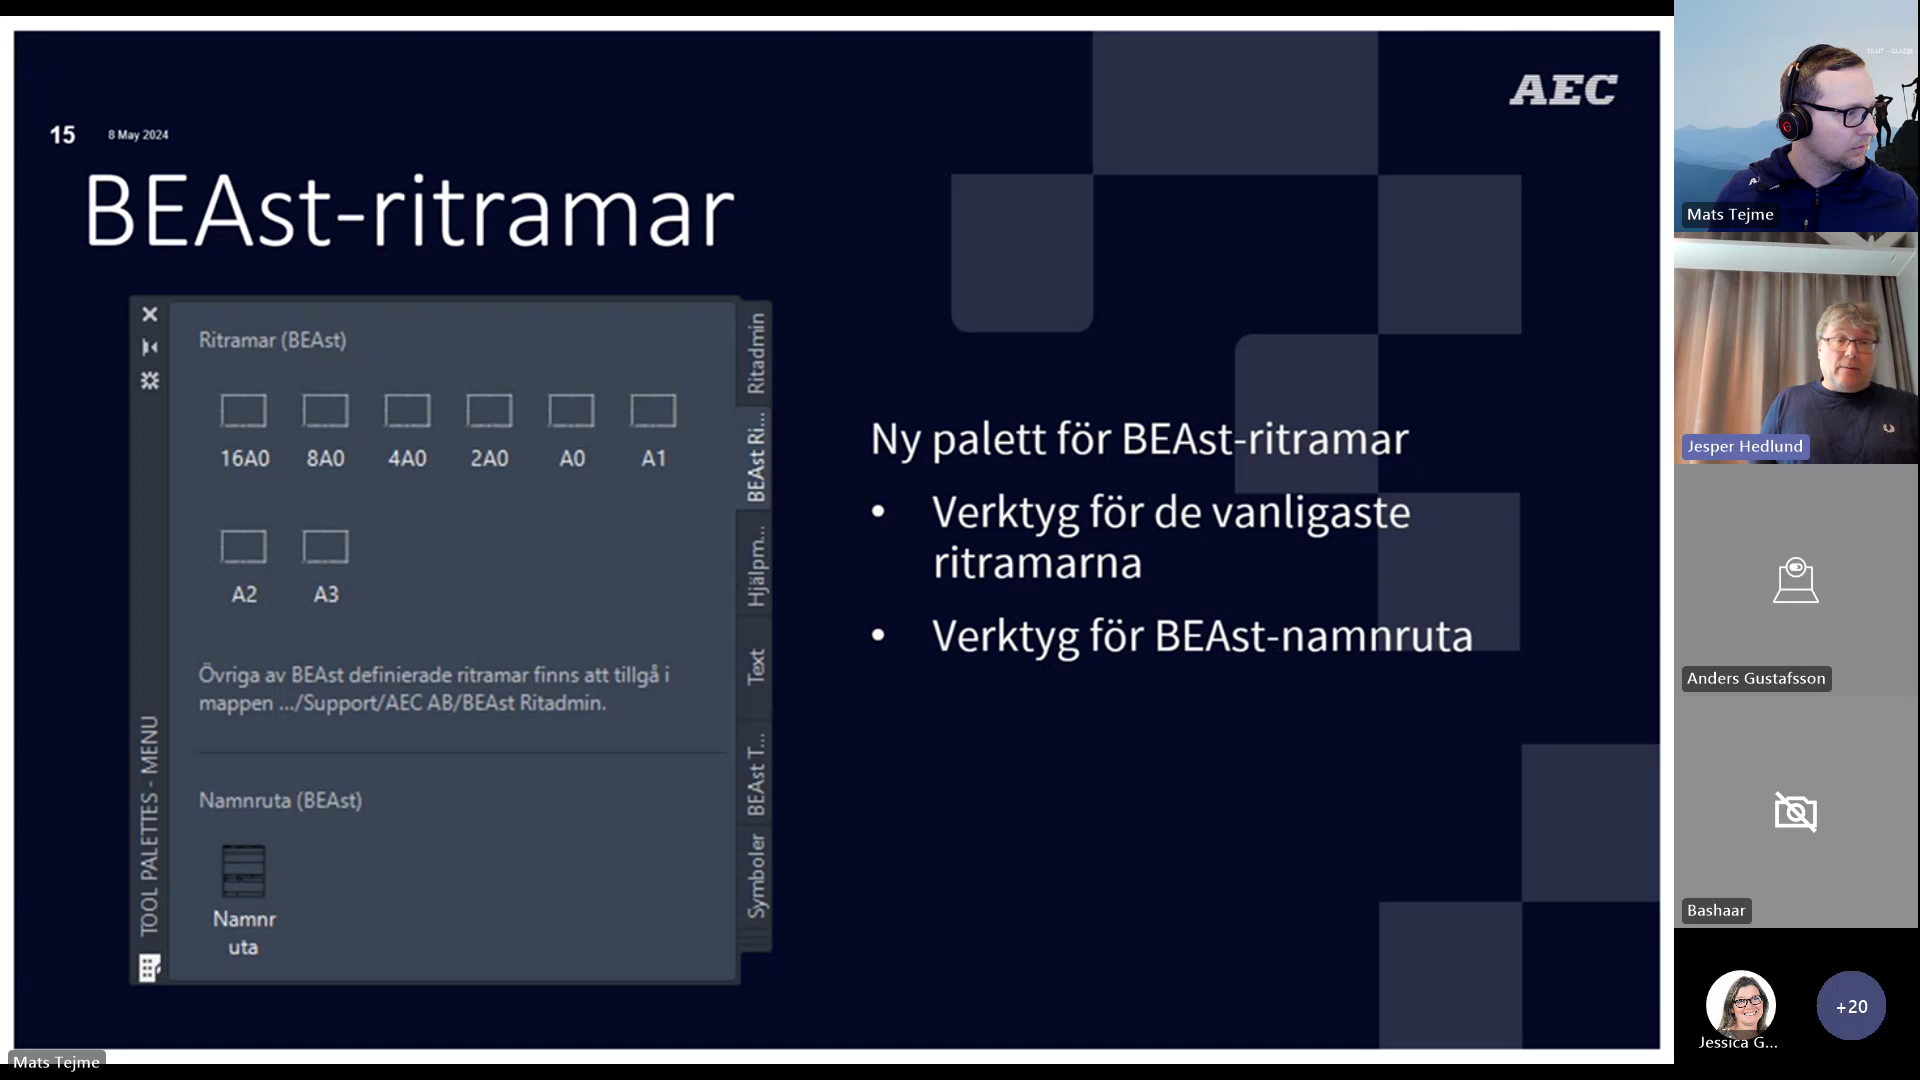 AEC
15
8 May 2024
BEAst-ritramar
Ritramar (BEAst)
16A0 8A0 4A0 2A0 A0 A1
A2 A3
Övriga av BEAst definierade ritramar finns att tillgå i
mappen .../Support/AEC AB/BEAst Ritadmin.
Namnruta (BEAst)
Namnr
uta
TOOL PALETTES - MENU
Ritadmin
BEAst Ri...
Hjälpm...
Text
BEAst T...
Symboler
Ny palett för BEAst-ritramar
• Verktyg för de vanligaste
ritramarna
• Verktyg för BEAst-namnruta
Mats Tejme
Mats Tejme
Jesper Hedlund
Anders Gustafsson
Bashaar
Jessica G...
+20